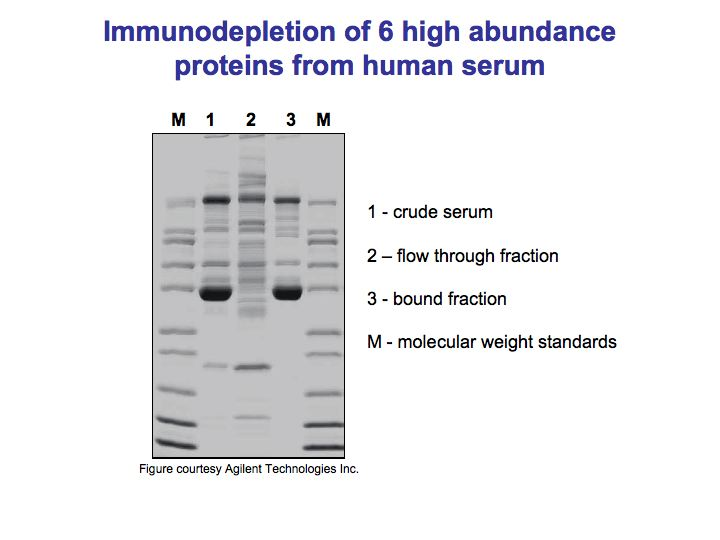 Immunodepletion of 6 high abundance
proteins from human serum
M 1 2 3 M
1 - crude serum
2 – flow through fraction
3 - bound fraction
M - molecular weight standards
Figure courtesy Agilent Technologies Inc.